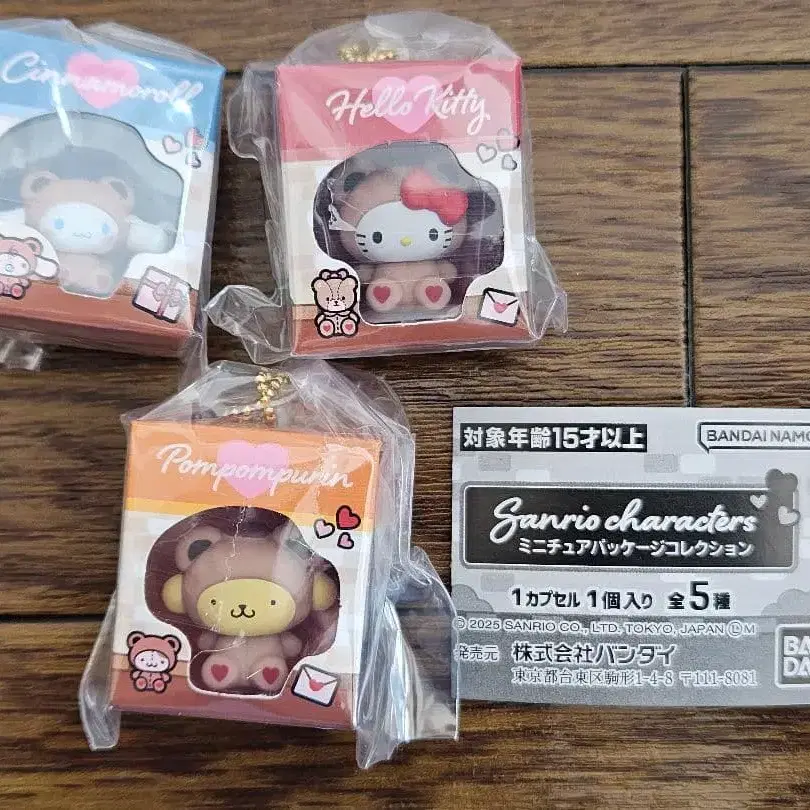 Cinnamoroll
Hello Kitty
Pompompurin
対象年齢15才以上
BANDAI NAMCO
Sanrio characters
ミニチュアパッケージコレクション
1カプセル1個入り 全5種
© 2025 SANRIO CO., LTD. TOKYO, JAPAN Ⓛ M
発売元 株式会社バンダイ
東京都台東区駒形1-4-8 〒111-8081
BAN
DA